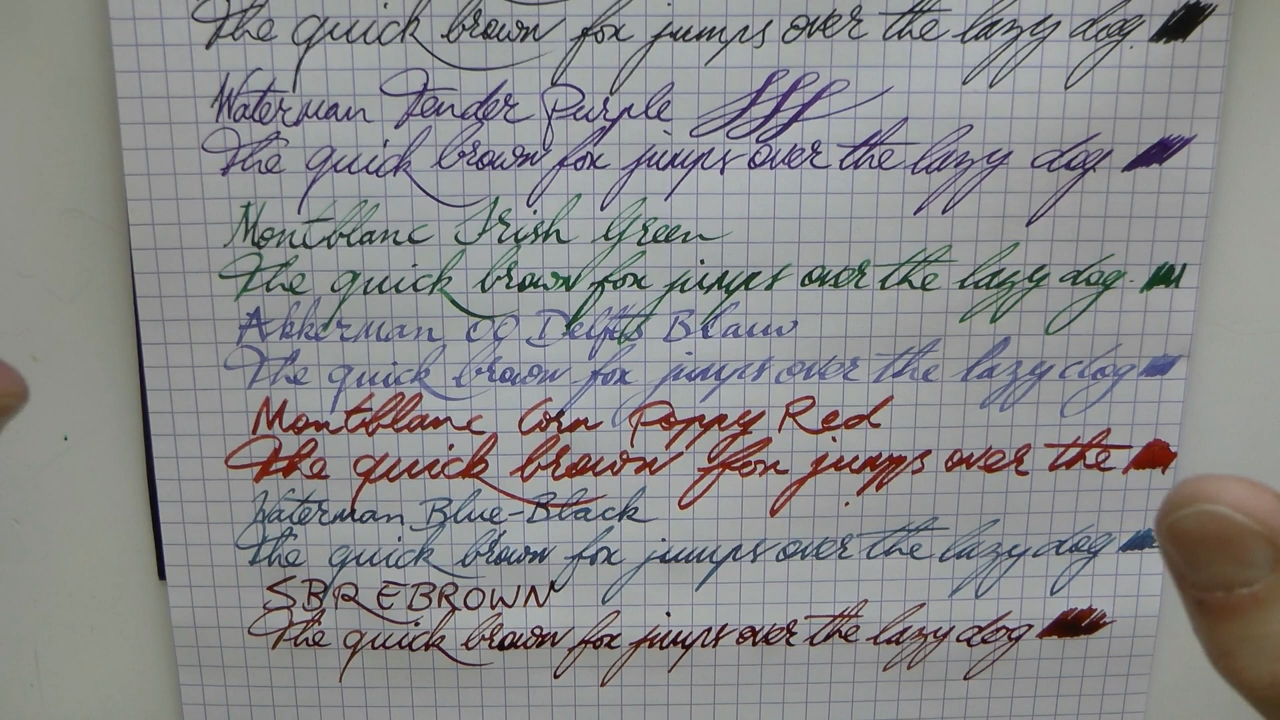 The quick brown fox jumps over the lazy dog.
Waterman Tender Purple
The quick brown fox jumps over the lazy dog.
Montblanc Irish Green
The quick brown fox jumps over the lazy dog.
Akkerman 09 Delfts Blauw
The quick brown fox jumps over the lazy dog
Montblanc Corn Poppy Red
The quick brown fox jumps over the
Waterman Blue-Black
The quick brown fox jumps over the lazy dog
SBREBROWN
The quick brown fox jumps over the lazy dog